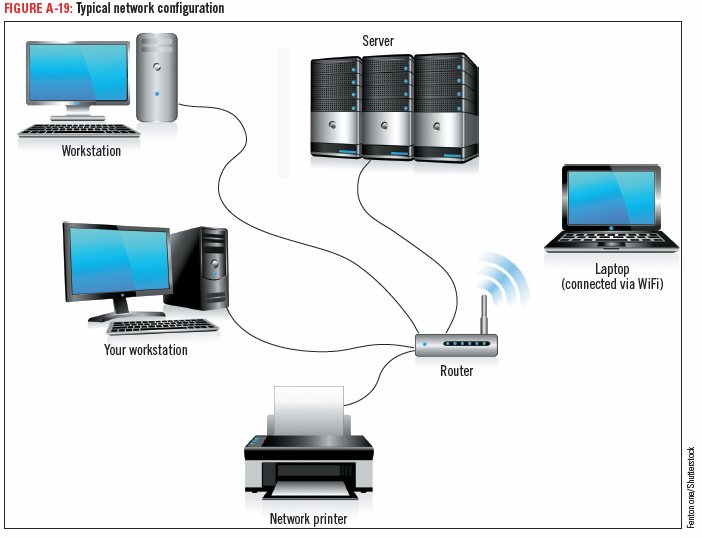 FIGURE A-19: Typical network configuration
Server
Workstation
Laptop
(connected via WiFi)
Your workstation
Router
Network printer
Fenton one/Shutterstock